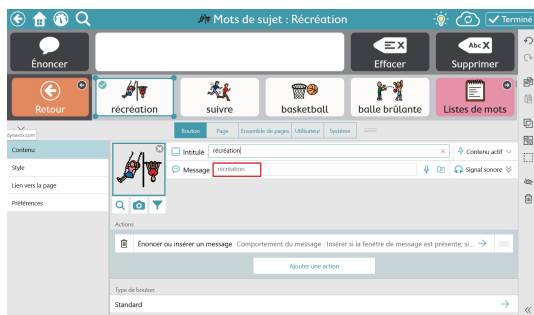 Mots de sujet : Récréation
Terminé
Énoncer
Effacer
Abc X
Supprimer
Retour
récréation
suivre
basketball
balle brûlante
Listes de mots
dynavox.com
Bouton Page Ensemble de pages Utilisateur Système
Contenu
Style
Lien vers la page
Préférences
Intitulé récréation
Contenu actif
Message récréation
Signal sonore
Actions
Énoncer ou insérer un message Comportement du message : Insérer si la fenêtre de message est présente, si...
Ajouter une action
Type de bouton
Standard